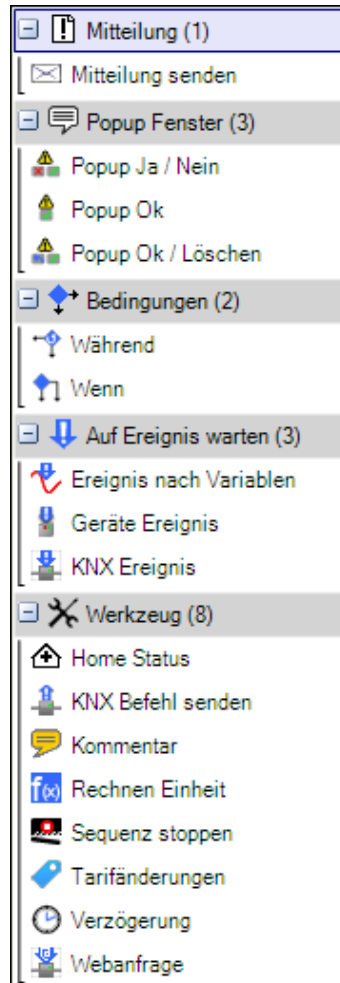 Mitteilung (1)
Mitteilung senden
Popup Fenster (3)
Popup Ja / Nein
Popup Ok
Popup Ok / Löschen
Bedingungen (2)
Während
Wenn
Auf Ereignis warten (3)
Ereignis nach Variablen
Geräte Ereignis
KNX Ereignis
Werkzeug (8)
Home Status
KNX Befehl senden
Kommentar
f(x) Rechnen Einheit
Sequenz stoppen
Tarifänderungen
Verzögerung
Webanfrage